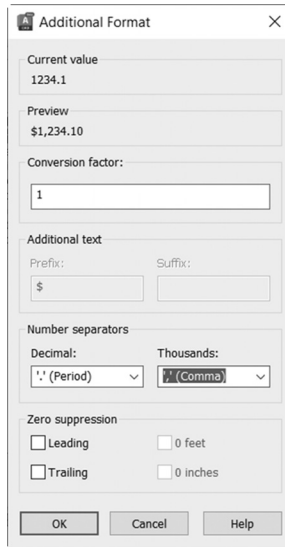 Additional Format
Current value
1234.1
Preview
$1,234.10
Conversion factor:
1
Additional text
Prefix: Suffix:
$
Number separators
Decimal: Thousands:
'.' (Period) ',' (Comma)
Zero suppression
Leading 0 feet
Trailing 0 inches
OK Cancel Help